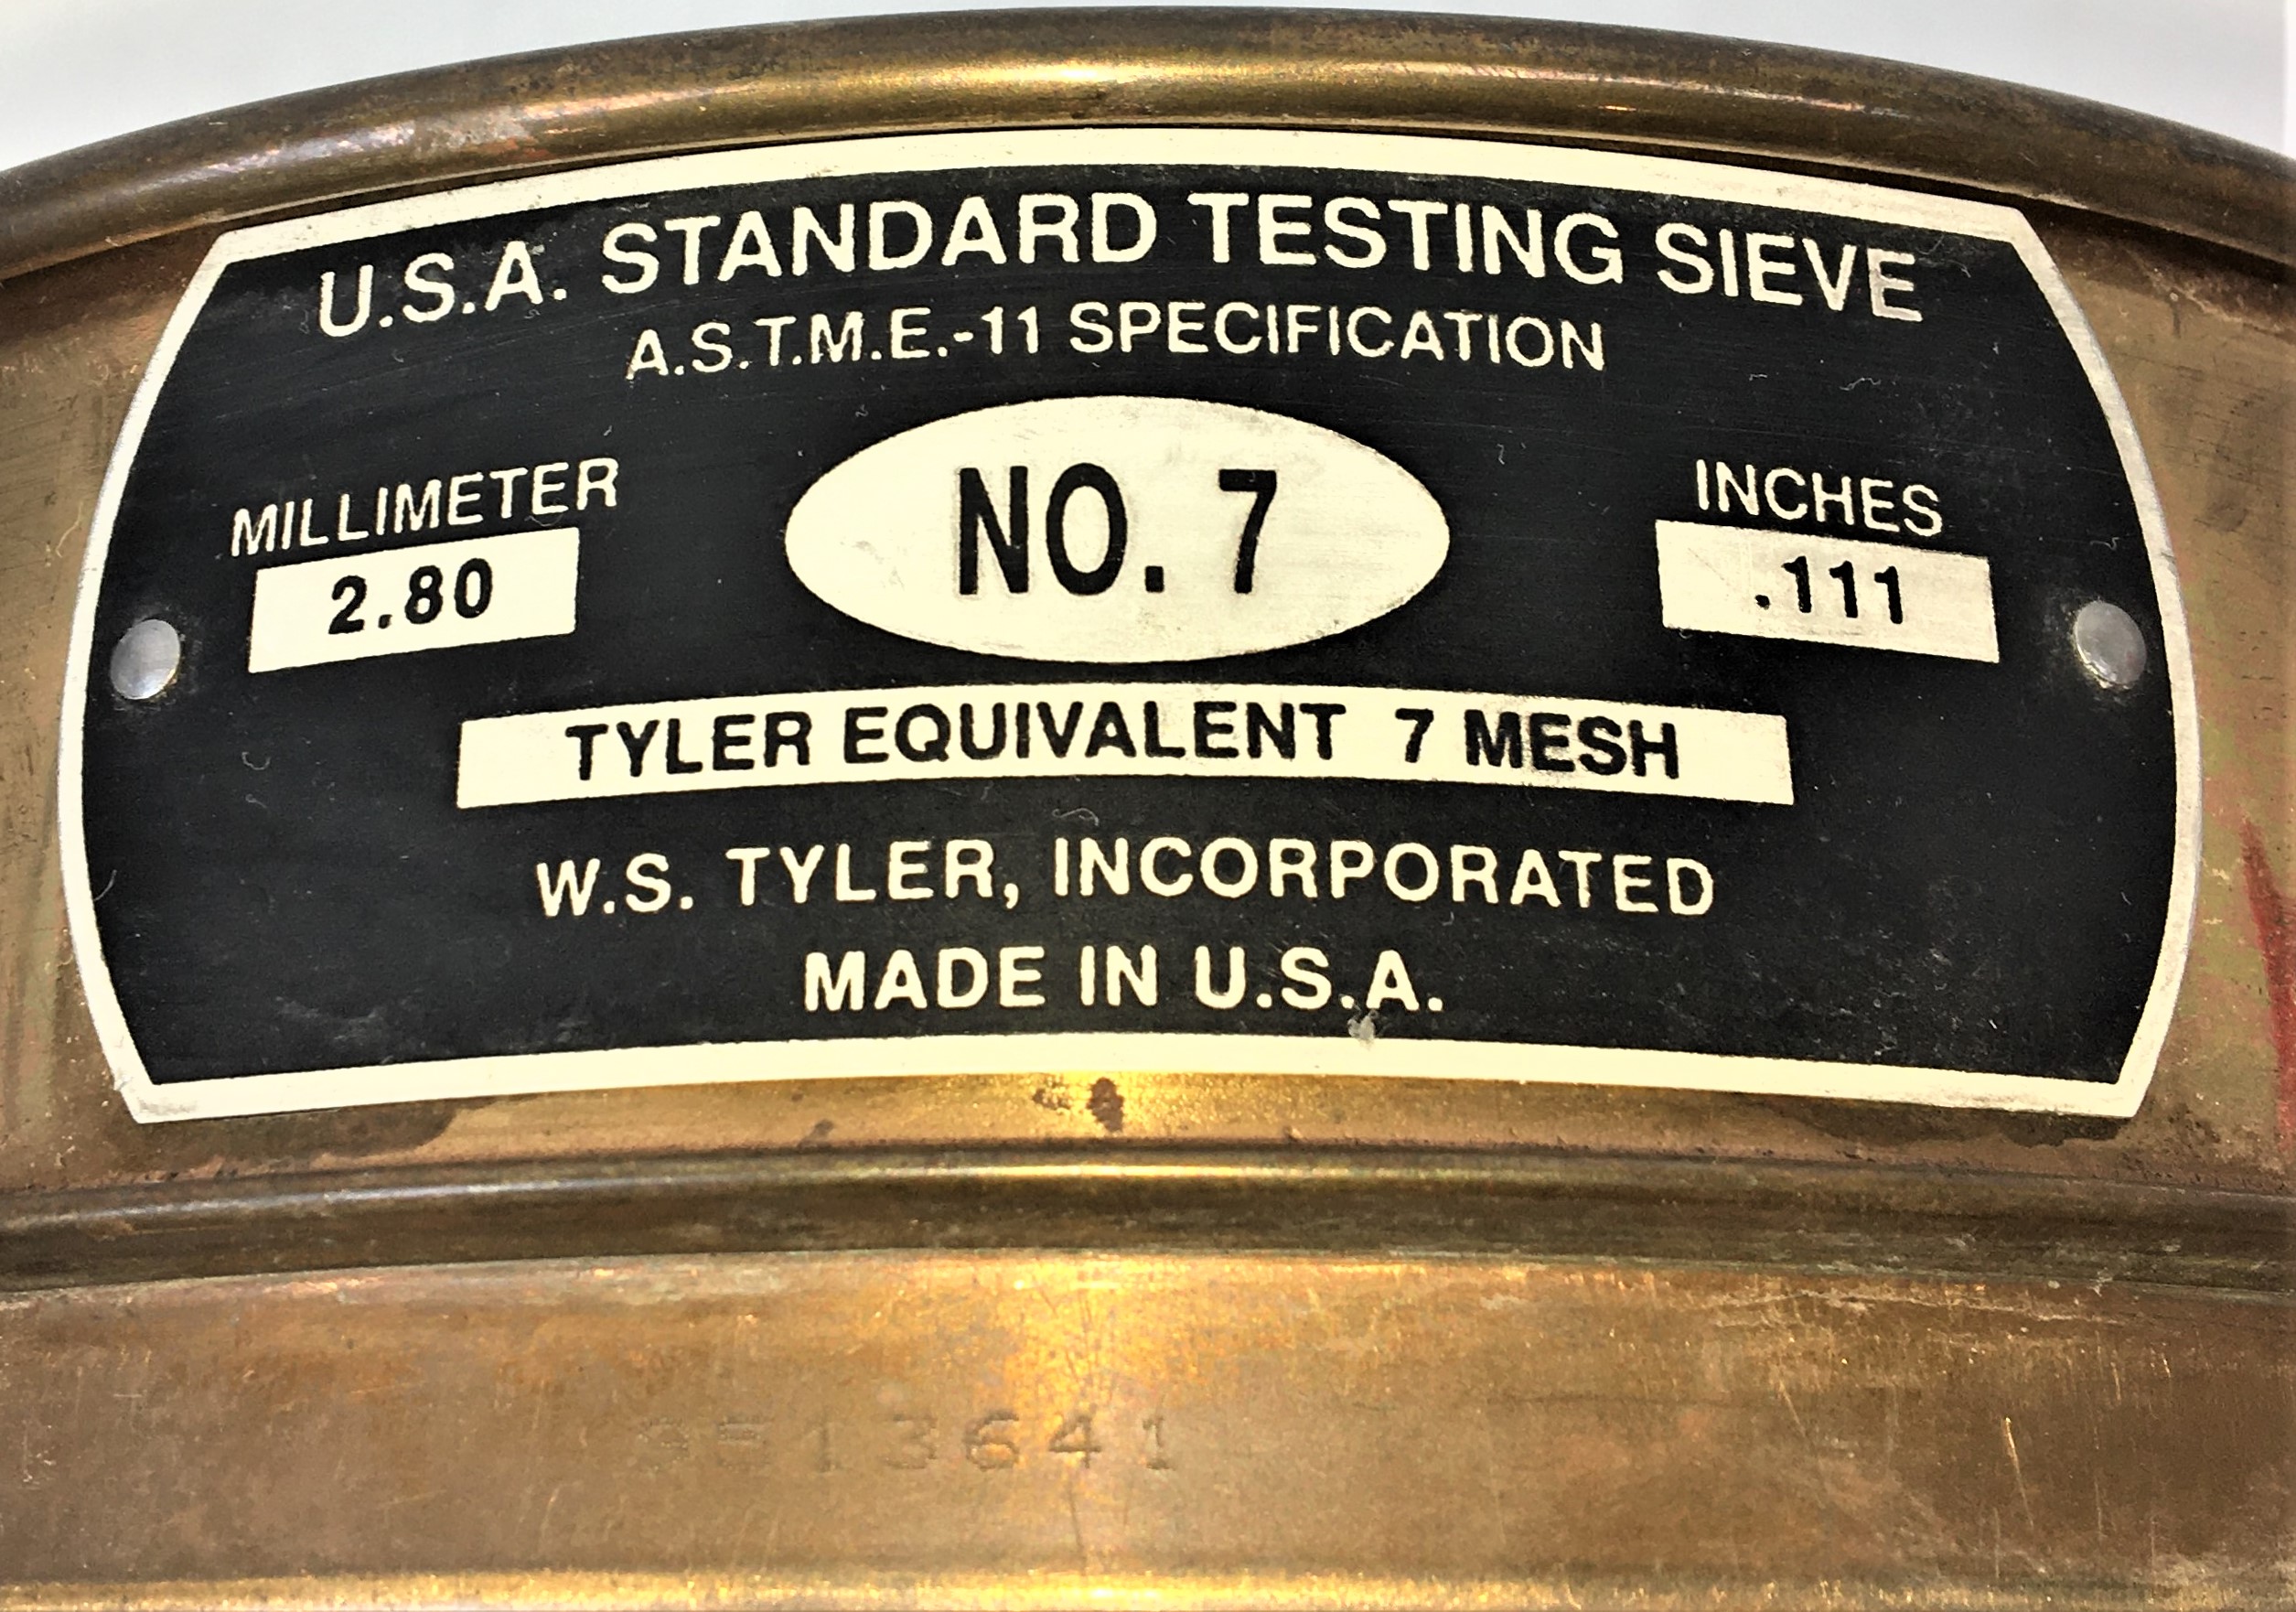 U.S.A. STANDARD TESTING SIEVE
A.S.T.M.E.-11 SPECIFICATION
MILLIMETER
2.80
NO. 7
INCHES
.111
TYLER EQUIVALENT 7 MESH
W.S. TYLER, INCORPORATED
MADE IN U.S.A.